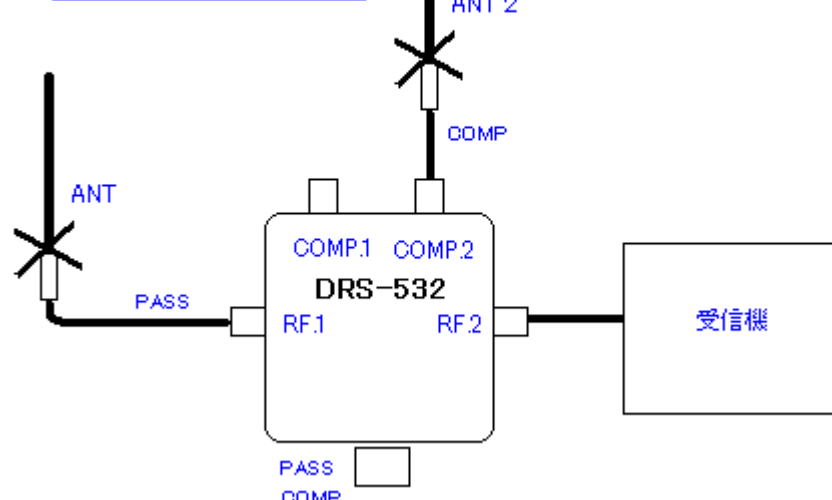 ANT 2
COMP
ANT
COMP.1 COMP.2
DRS-532
PASS
RF.1 RF.2
受信機
PASS
COMP